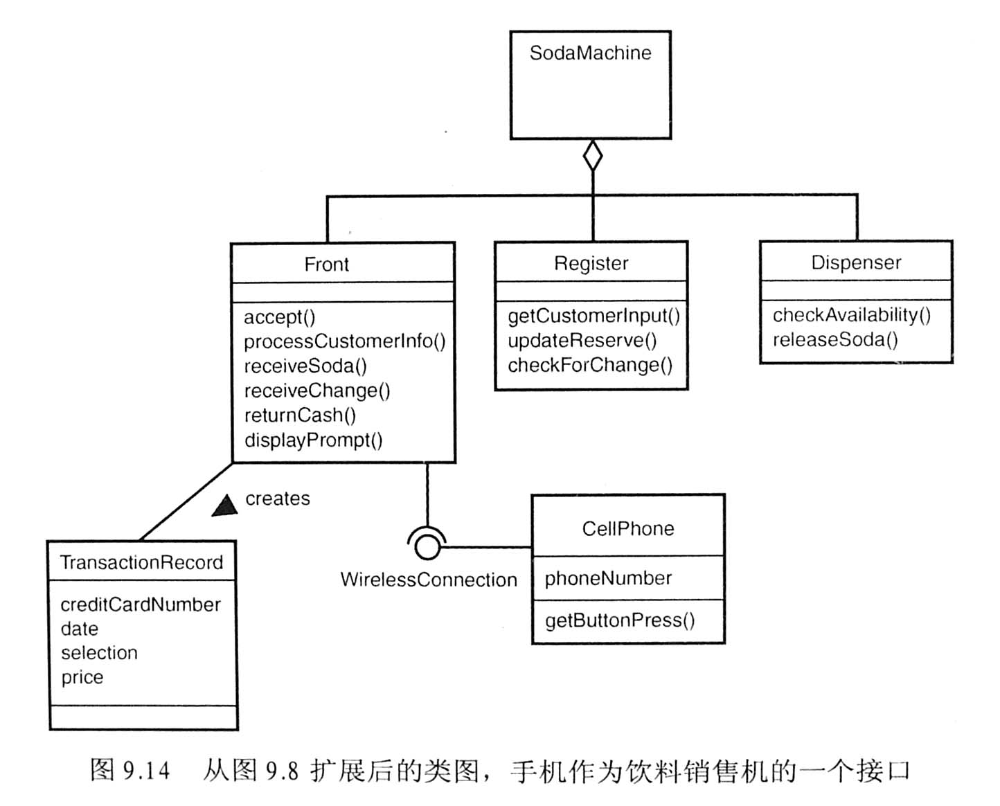 SodaMachine
Front
accept()
processCustomerInfo()
receiveSoda()
receiveChange()
returnCash()
displayPrompt()
Register
getCustomerInput()
updateReserve()
checkForChange()
Dispenser
checkAvailability()
releaseSoda()
creates
TransactionRecord
creditCardNumber
date
selection
price
WirelessConnection
CellPhone
phoneNumber
getButtonPress()
图 9.14 从图 9.8 扩展后的类图，手机作为饮料销售机的一个接口